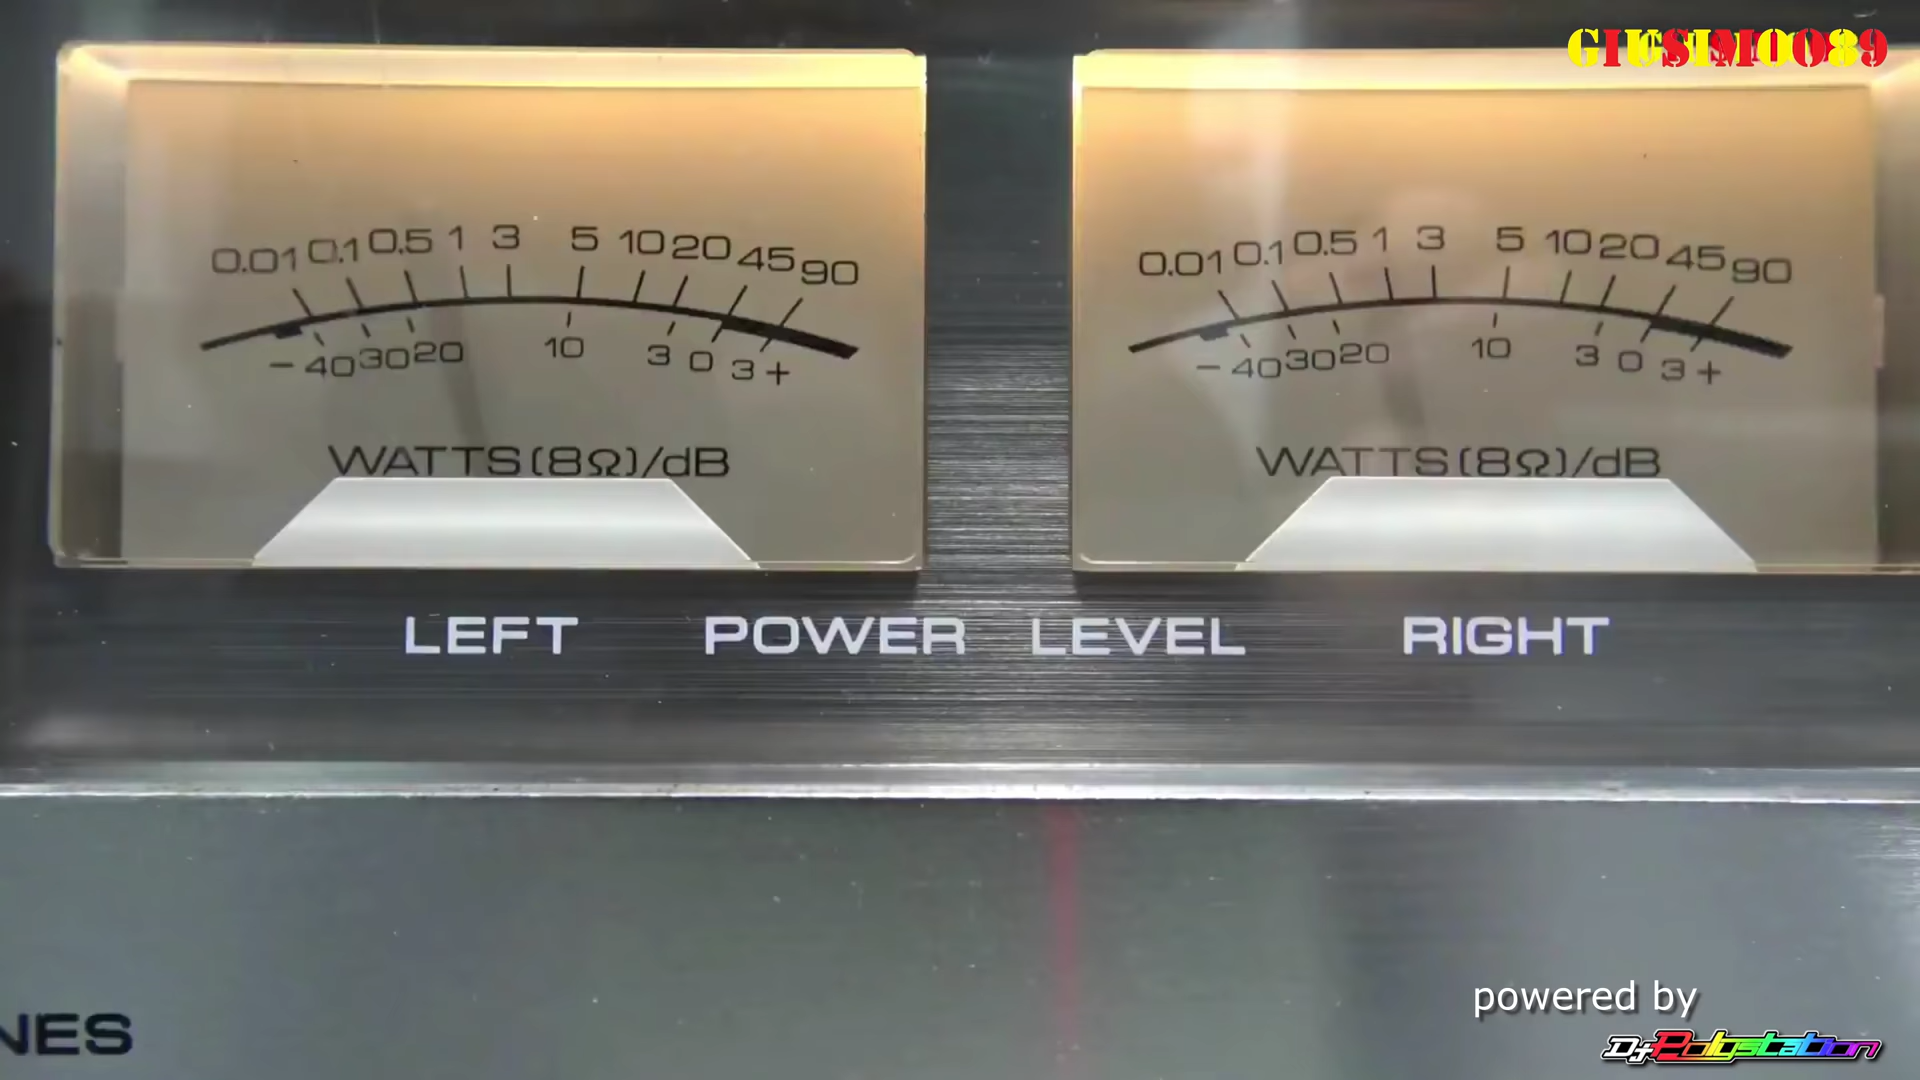 GIUSIMO089
0.01 0.1 0.5 1 3 5 10 20 45 90
- 40 30 20 10 3 0 3 +
WATTS(8Ω)/dB
0.01 0.1 0.5 1 3 5 10 20 45 90
- 40 30 20 10 3 0 3 +
WATTS(8Ω)/dB
LEFT POWER LEVEL RIGHT
NES
powered by
DjPolystation